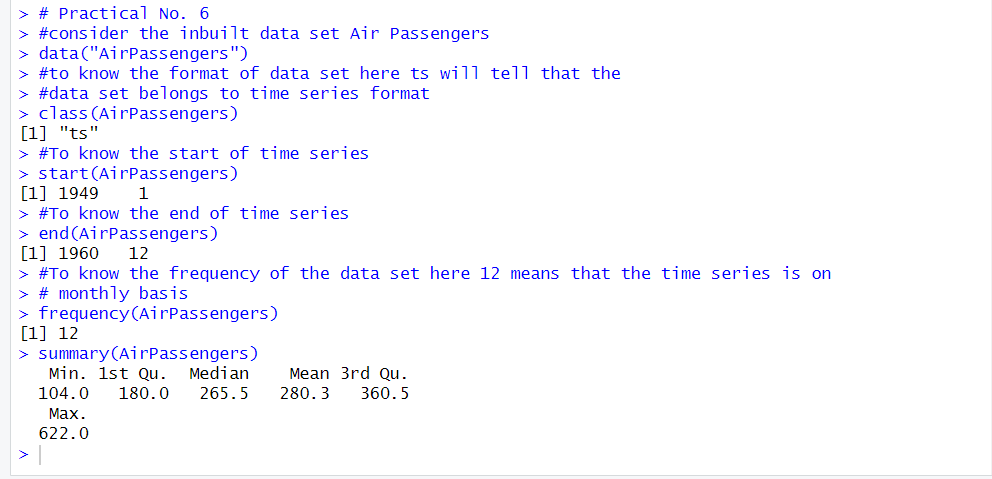 > # Practical No. 6
> #consider the inbuilt data set Air Passengers
> data("AirPassengers")
> #to know the format of data set here ts will tell that the
> #data set belongs to time series format
> class(AirPassengers)
[1] "ts"
> #To know the start of time series
> start(AirPassengers)
[1] 1949    1
> #To know the end of time series
> end(AirPassengers)
[1] 1960   12
> #To know the frequency of the data set here 12 means that the time series is on
> # monthly basis
> frequency(AirPassengers)
[1] 12
> summary(AirPassengers)
   Min. 1st Qu.  Median    Mean 3rd Qu.
  104.0   180.0   265.5   280.3   360.5
   Max.
  622.0
>